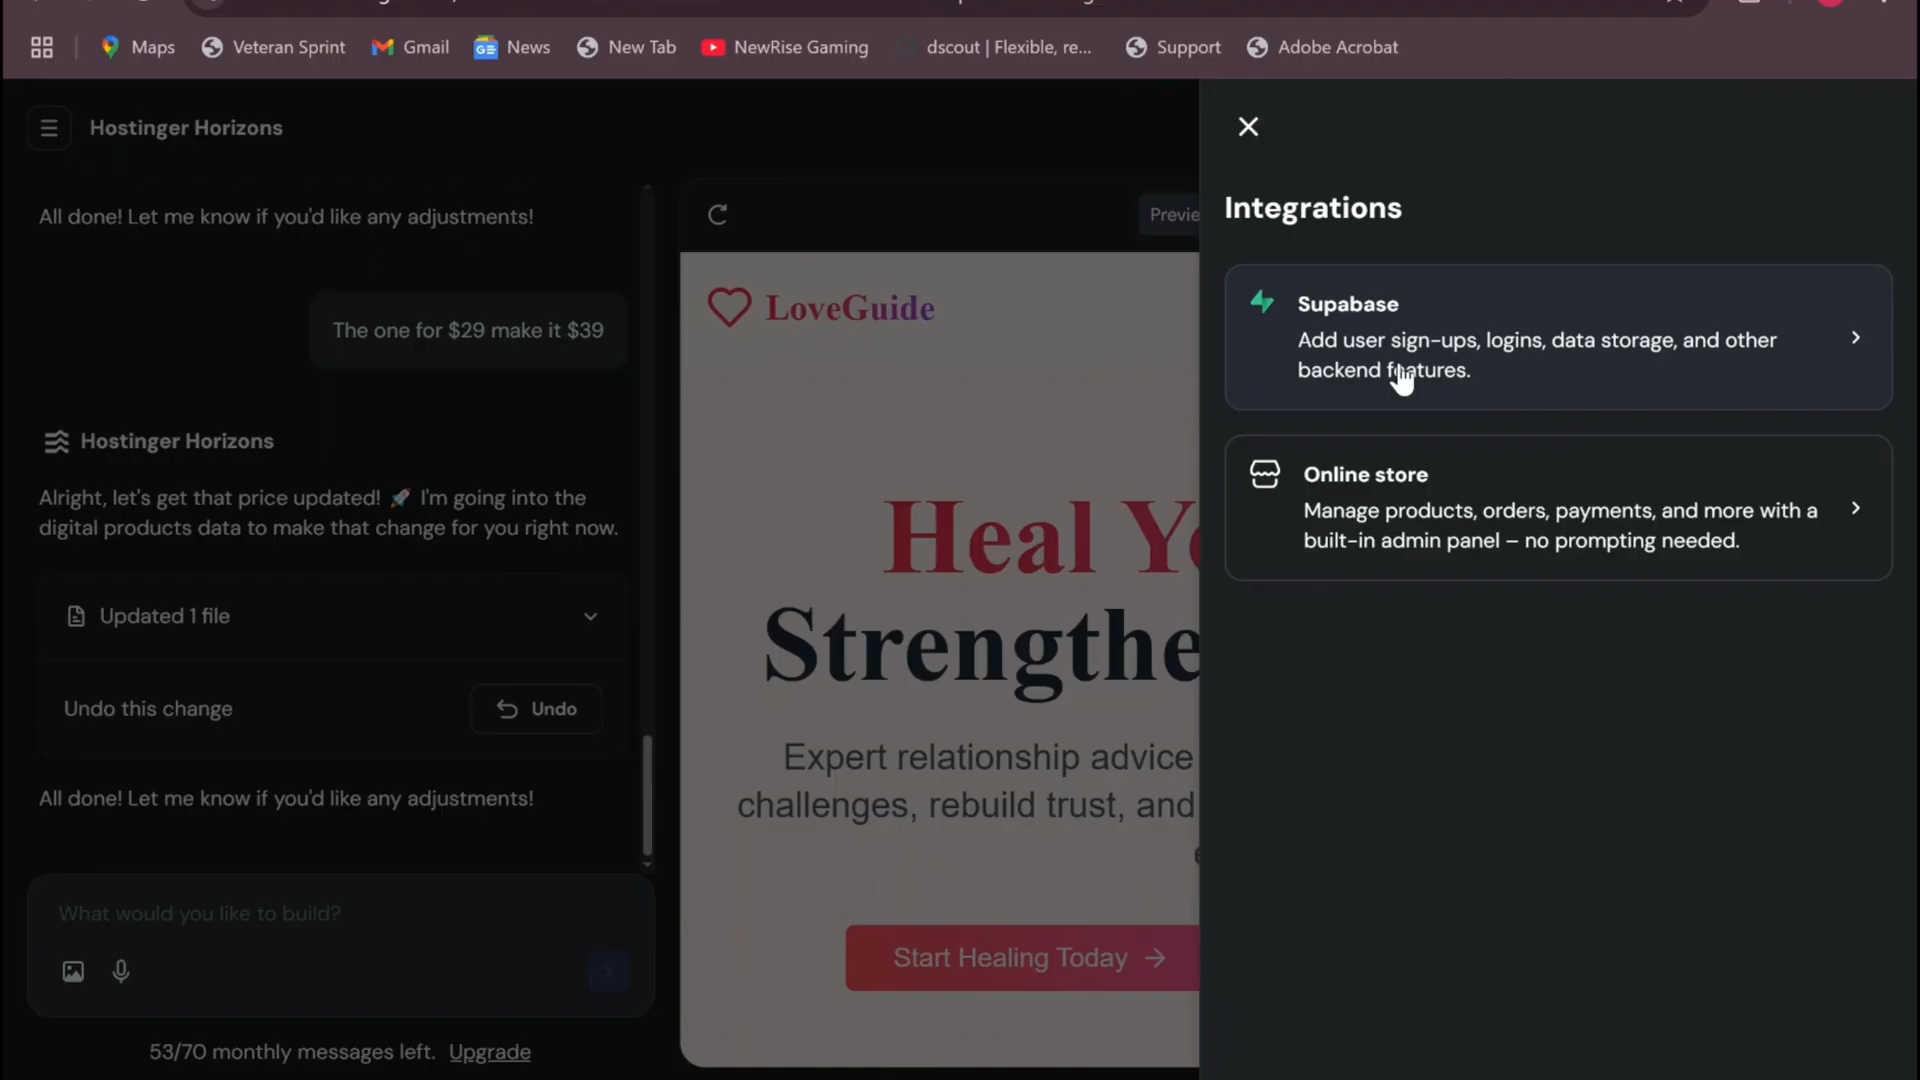 Maps
Veteran Sprint
Gmail
News
New Tab
NewRise Gaming
dscout | Flexible, re...
Support
Adobe Acrobat
Hostinger Horizons
All done! Let me know if you'd like any adjustments!
The one for $29 make it $39
Hostinger Horizons
Alright, let's get that price updated! 🚀 I'm going into the
digital products data to make that change for you right now.
Updated 1 file
Undo this change
Undo
All done! Let me know if you'd like any adjustments!
What would you like to build?
53/70 monthly messages left. Upgrade
Previe
LoveGuide
Heal Yo
Strengthe
Expert relationship advice
challenges, rebuild trust, and
Start Healing Today →
Integrations
Supabase
Add user sign-ups, logins, data storage, and other
backend features.
Online store
Manage products, orders, payments, and more with a
built-in admin panel – no prompting needed.